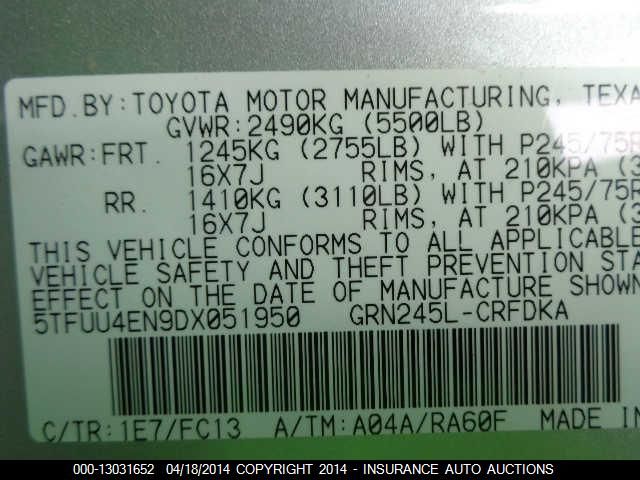 MFD.BY:TOYOTA MOTOR MANUFACTURING, TEXA
GVWR:2490KG (5500LB)
GAWR:FRT. 1245KG (2755LB) WITH P245/75R
16X7J RIMS, AT 210KPA (3
RR. 1410KG (3110LB) WITH P245/75R
16X7J RIMS, AT 210KPA (3
THIS VEHICLE CONFORMS TO ALL APPLICABLE
VEHICLE SAFETY AND THEFT PREVENTION STA
EFFECT ON THE DATE OF MANUFACTURE SHOWN
5TFUU4EN9DX051950 GRN245L-CRFDKA
C/TR:1E7/FC13 A/TM:A04A/RA60F MADE IN
000-13031652 04/18/2014 COPYRIGHT 2014 - INSURANCE AUTO AUCTIONS